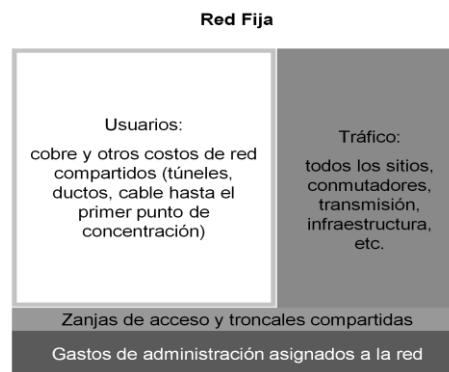 Red Fija
Usuarios:
cobre y otros costos de red
compartidos (túneles,
ductos, cable hasta el
primer punto de
concentración)
Tráfico:
todos los sitios,
conmutadores,
transmisión,
infraestructura,
etc.
Zanjas de acceso y troncales compartidas
Gastos de administración asignados a la red